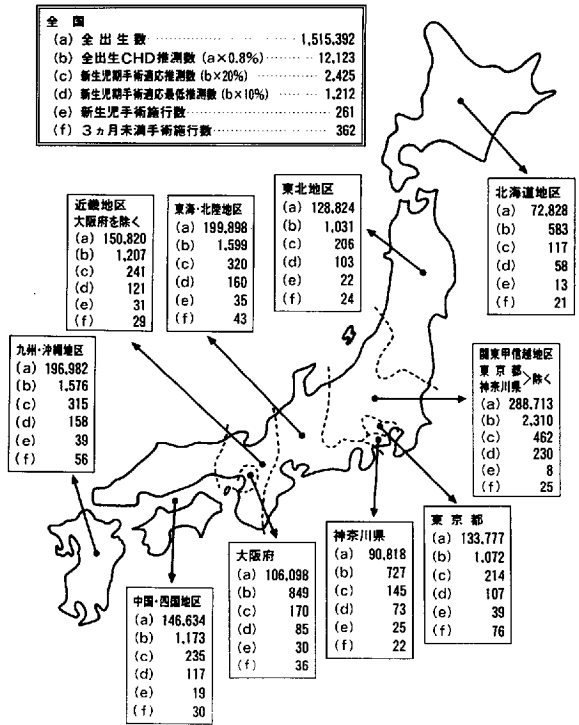 全 国
(a) 全出生数 1,515,392
(b) 全出生CHD推測数 (a×0.8%) 12,123
(c) 新生児期手術適応推測数 (b×20%) 2,425
(d) 新生児期手術適応最低推測数 (b×10%) 1,212
(e) 新生児手術施行数 261
(f) 3ヵ月未満手術施行数 362
北海道地区
(a) 72,828
(b) 583
(c) 117
(d) 58
(e) 13
(f) 21
東北地区
(a) 128,824
(b) 1,031
(c) 206
(d) 103
(e) 22
(f) 24
東海・北陸地区
(a) 199,898
(b) 1,599
(c) 320
(d) 160
(e) 35
(f) 43
近畿地区
大阪府を除く
(a) 150,820
(b) 1,207
(c) 241
(d) 121
(e) 31
(f) 29
九州・沖縄地区
(a) 196,982
(b) 1,576
(c) 315
(d) 158
(e) 39
(f) 56
関東甲信越地区
東京都
神奈川県>除く
(a) 288,713
(b) 2,310
(c) 462
(d) 230
(e) 8
(f) 25
東京都
(a) 133,777
(b) 1,072
(c) 214
(d) 107
(e) 39
(f) 76
神奈川県
(a) 90,818
(b) 727
(c) 145
(d) 73
(e) 25
(f) 22
大阪府
(a) 106,098
(b) 849
(c) 170
(d) 85
(e) 30
(f) 36
中国・四国地区
(a) 146,634
(b) 1,173
(c) 235
(d) 117
(e) 19
(f) 30